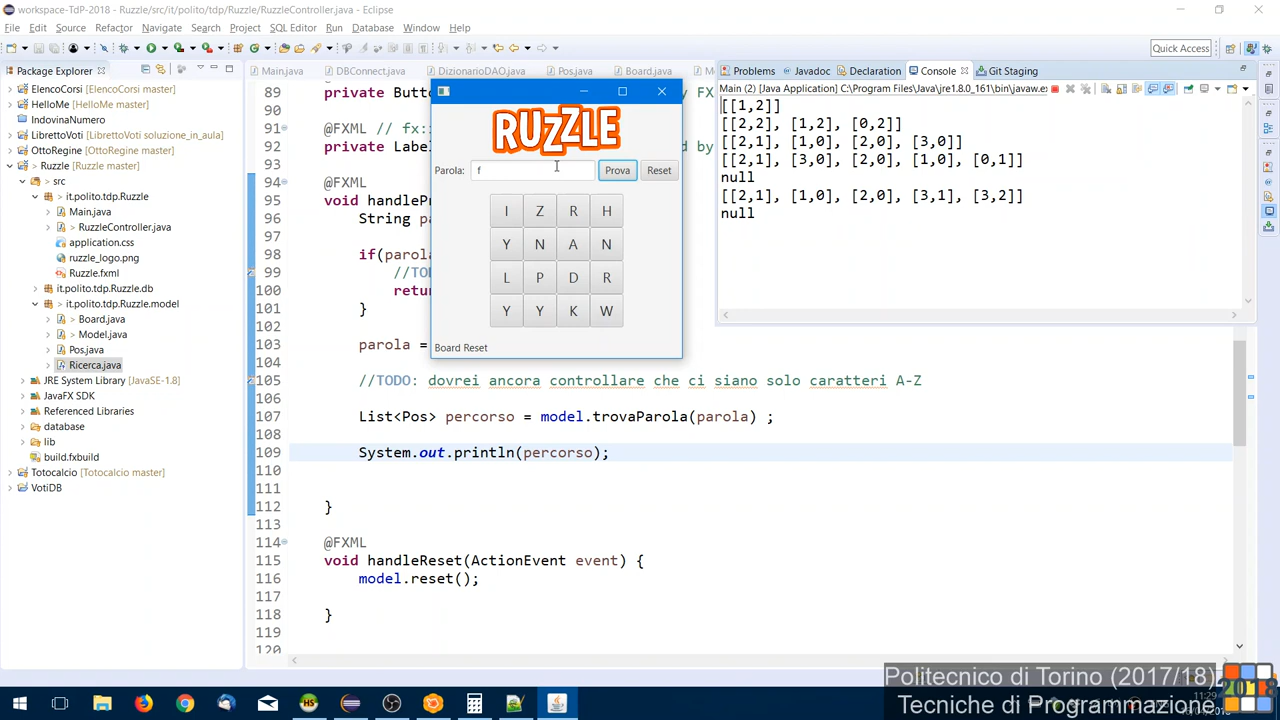 workspace-TdP-2018 - Ruzzle/src/it/polito/tdp/Ruzzle/RuzzleController.java - Eclipse
File Edit Source Refactor Navigate Search Project SQL Editor Run Database Window Help
Quick Access
Package Explorer
ElencoCorsi [ElencoCorsi master]
HelloMe [HelloMe master]
IndovinaNumero
LibrettoVoti [LibrettoVoti soluzione_in_aula]
OttoRegine [OttoRegine master]
Ruzzle [Ruzzle master]
src
it.polito.tdp.Ruzzle
Main.java
RuzzleController.java
application.css
ruzzle_logo.png
Ruzzle.fxml
it.polito.tdp.Ruzzle.db
it.polito.tdp.Ruzzle.model
Board.java
Model.java
Pos.java
Ricerca.java
JRE System Library [JavaSE-1.8]
JavaFX SDK
Referenced Libraries
database
lib
build.fxbuild
Totocalcio [Totocalcio master]
VotiDB
Main.java DBConnect.java DizionarioDAO.java Pos.java Board.java
89 private Butto
90
91 @FXML // fx:i
92 private Labe
93
94 @FXML
95 void handleP
96 String pa
98 if(parola
99 //TOD
100 return
101 }
102
103 parola =
104
105 //TODO: dovrei ancora controllare che ci siano solo caratteri A-Z
106
107 List<Pos> percorso = model.trovaParola(parola) ;
108
109 System.out.println(percorso);
110
111
112 }
113
114 @FXML
115 void handleReset(ActionEvent event) {
116 model.reset();
117
118 }
119
120
RUZZLE
Parola: f Prova Reset
I Z R H
Y N A N
L P D R
Y Y K W
Board Reset
Problems Javadoc Declaration Console Git Staging
Main (2) [Java Application] C:\Program Files\Java\jre1.8.0_161\bin\javaw.ex
[[1,2]]
[[2,2], [1,2], [0,2]]
[[2,1], [1,0], [2,0], [3,0]]
[[2,1], [3,0], [2,0], [1,0], [0,1]]
null
[[2,1], [1,0], [2,0], [3,1], [3,2]]
null
Politecnico di Torino (2017/18)
Tecniche di Programmazione
2018
11:29